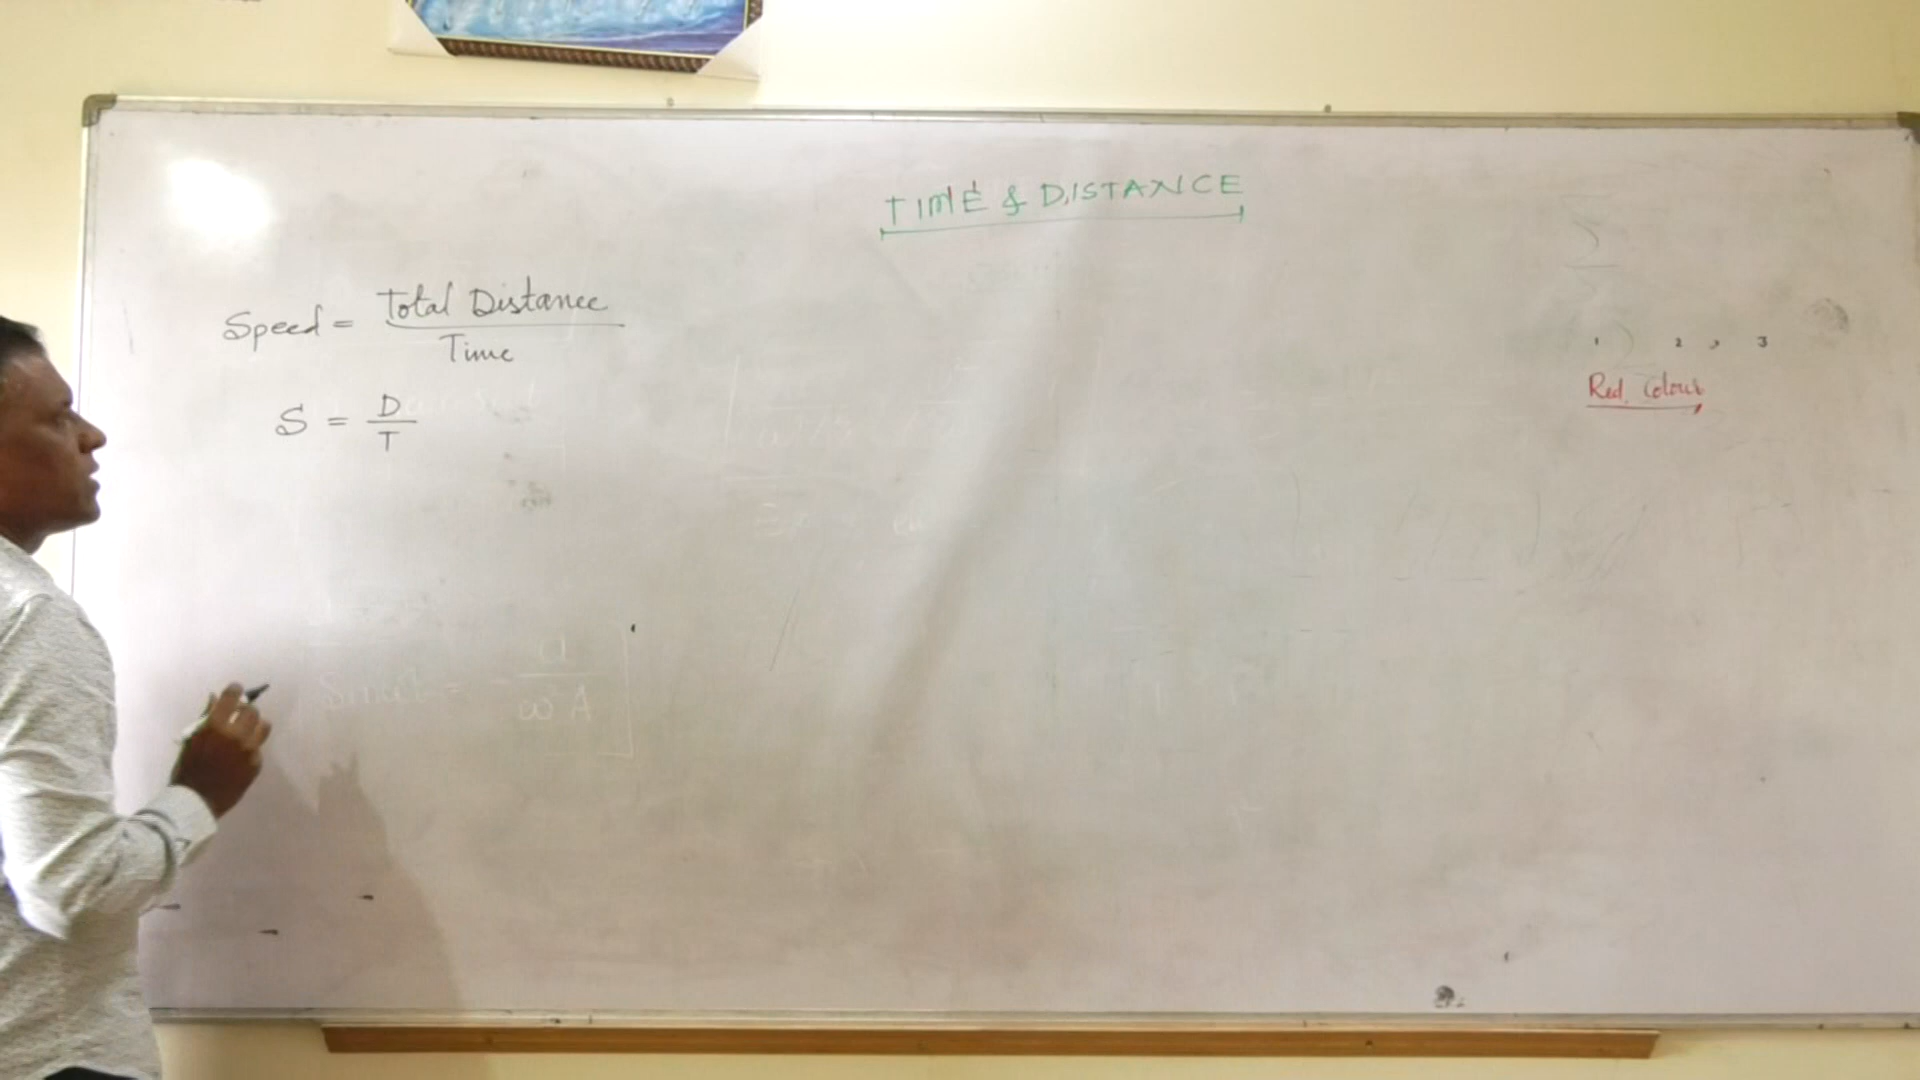 TIME & DISTANCE
Speed = Total Distance
Time
S = D
T
1 2 , 3
Red Colour